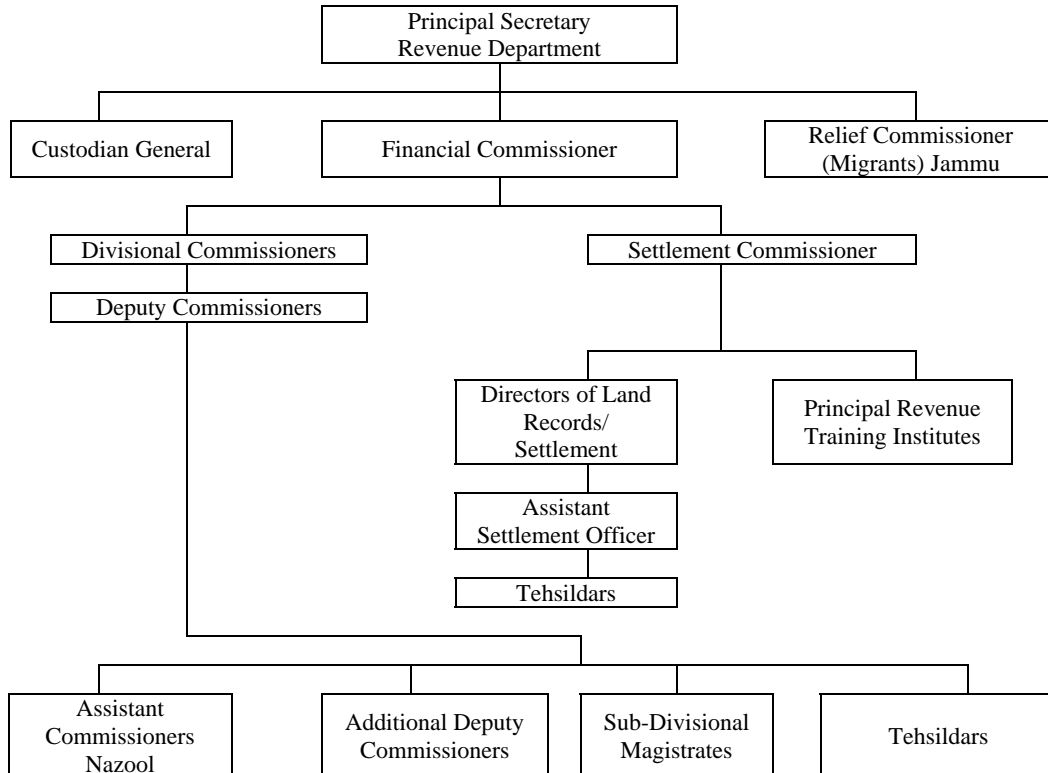 Principal Secretary
Revenue Department
Custodian General
Financial Commissioner
Relief Commissioner
(Migrants) Jammu
Divisional Commissioners
Settlement Commissioner
Deputy Commissioners
Directors of Land
Records/
Settlement
Principal Revenue
Training Institutes
Assistant
Settlement Officer
Tehsildars
Assistant
Commissioners
Nazool
Additional Deputy
Commissioners
Sub-Divisional
Magistrates
Tehsildars